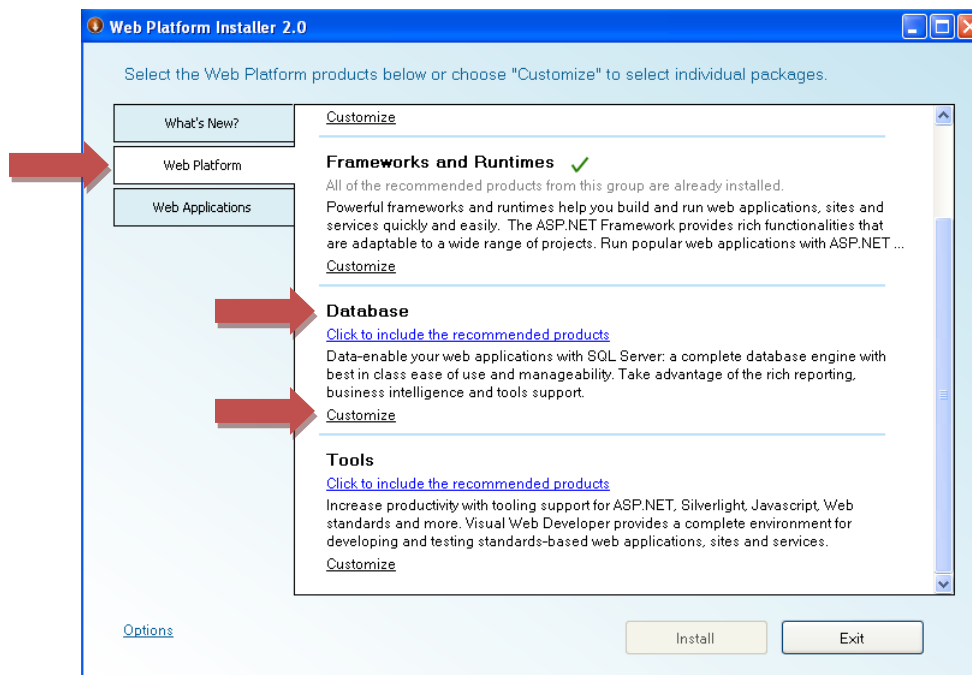 Web Platform Installer 2.0
Select the Web Platform products below or choose "Customize" to select individual packages.
What's New?
Web Platform
Web Applications
Customize
Frameworks and Runtimes
All of the recommended products from this group are already installed.
Powerful frameworks and runtimes help you build and run web applications, sites and
services quickly and easily. The ASP.NET Framework provides rich functionalities that
are adaptable to a wide range of projects. Run popular web applications with ASP.NET ...
Customize
Database
Click to include the recommended products
Data-enable your web applications with SQL Server: a complete database engine with
best in class ease of use and manageability. Take advantage of the rich reporting,
business intelligence and tools support.
Customize
Tools
Click to include the recommended products
Increase productivity with tooling support for ASP.NET, Silverlight, Javascript, Web
standards and more. Visual Web Developer provides a complete environment for
developing and testing standards-based web applications, sites and services.
Customize
Options
Install
Exit